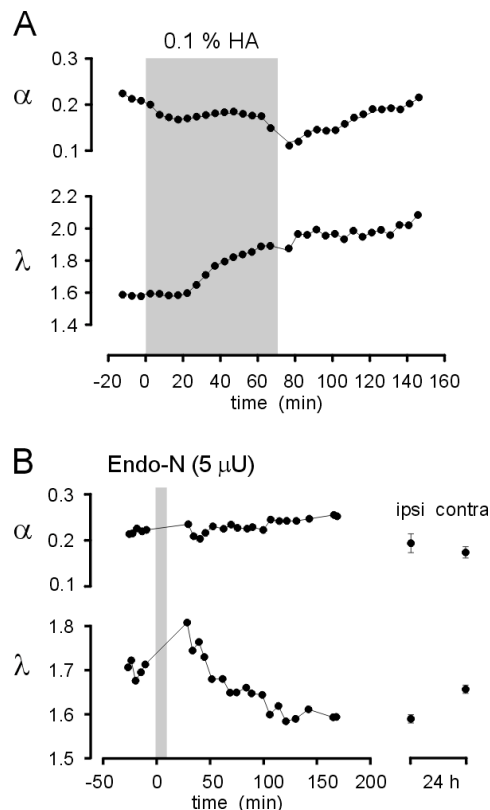 A
0.1 % HA
0.3
α 0.2
0.1
2.0
1.8
λ
1.6
1.4
-20 0 20 40 60 80 100 120 140 160
time (min)
B Endo-N (5 μU)
0.3
ipsi contra
α 0.2
0.1
1.8
λ 1.7
1.6
1.5
-50 0 50 100 150 200 24 h
time (min)